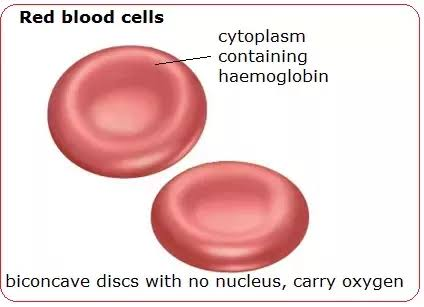 Red blood cells
cytoplasm
containing
haemoglobin
biconcave discs with no nucleus, carry oxygen